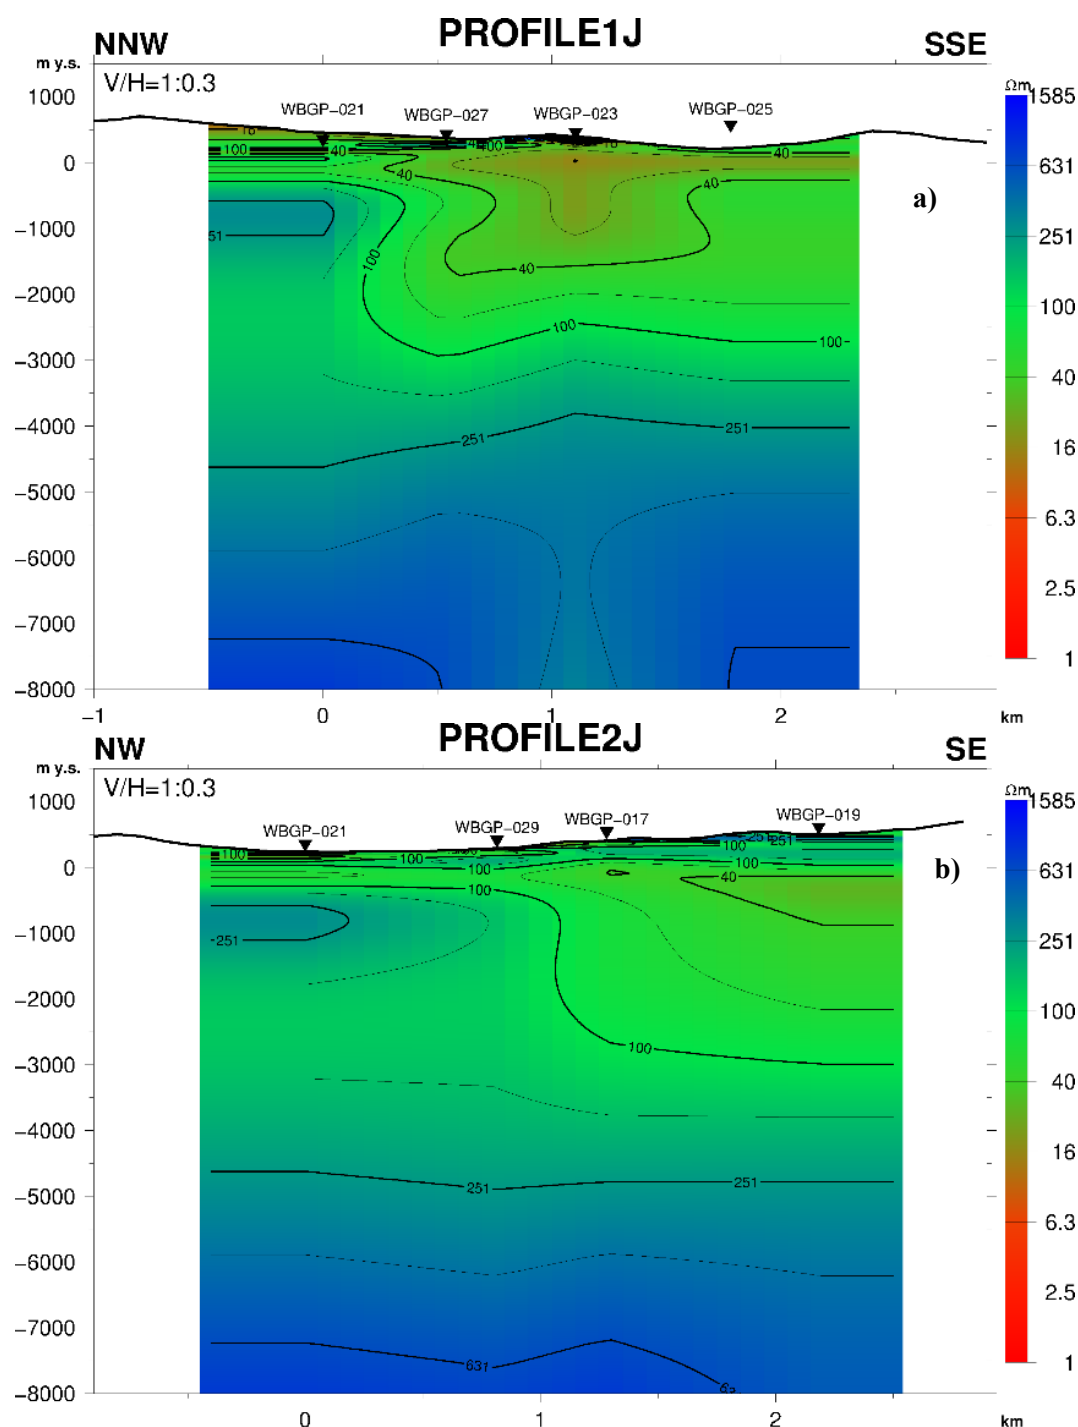 PROFILE1J
NNW SSE
m y.s.
V/H=1:0.3
WBGP-021 WBGP-027 WBGP-023 WBGP-025
a)
1000
0
-1000
-2000
-3000
-4000
-5000
-6000
-7000
-8000
100 40 40 100 16 40
40 40
251 100 40
100 100
251 251
-1 0 1 2 km
Ωm
1585
631
251
100
40
16
6.3
2.5
1
PROFILE2J
NW SE
m y.s.
V/H=1:0.3
WBGP-021 WBGP-029 WBGP-017 WBGP-019
b)
1000
0
-1000
-2000
-3000
-4000
-5000
-6000
-7000
-8000
100 100 100 251 100
100 40
251
100
251 251
631
0 1 2 km
Ωm
1585
631
251
100
40
16
6.3
2.5
1